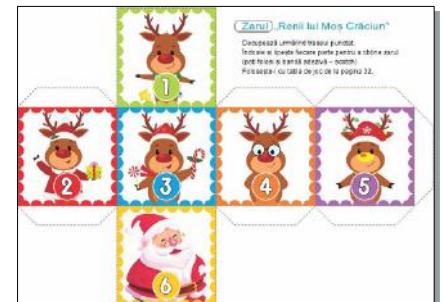 Zarul „Renii lui Moș Crăciun”
Decupează urmărind traseul punctat.
Îndoaie și lipește fiecare parte pentru a obține zarul
(poți folosi și bandă adezivă – scotch)
Folosește-l cu tabla de joc de la pagina 32.
1
2
3
4
5
6